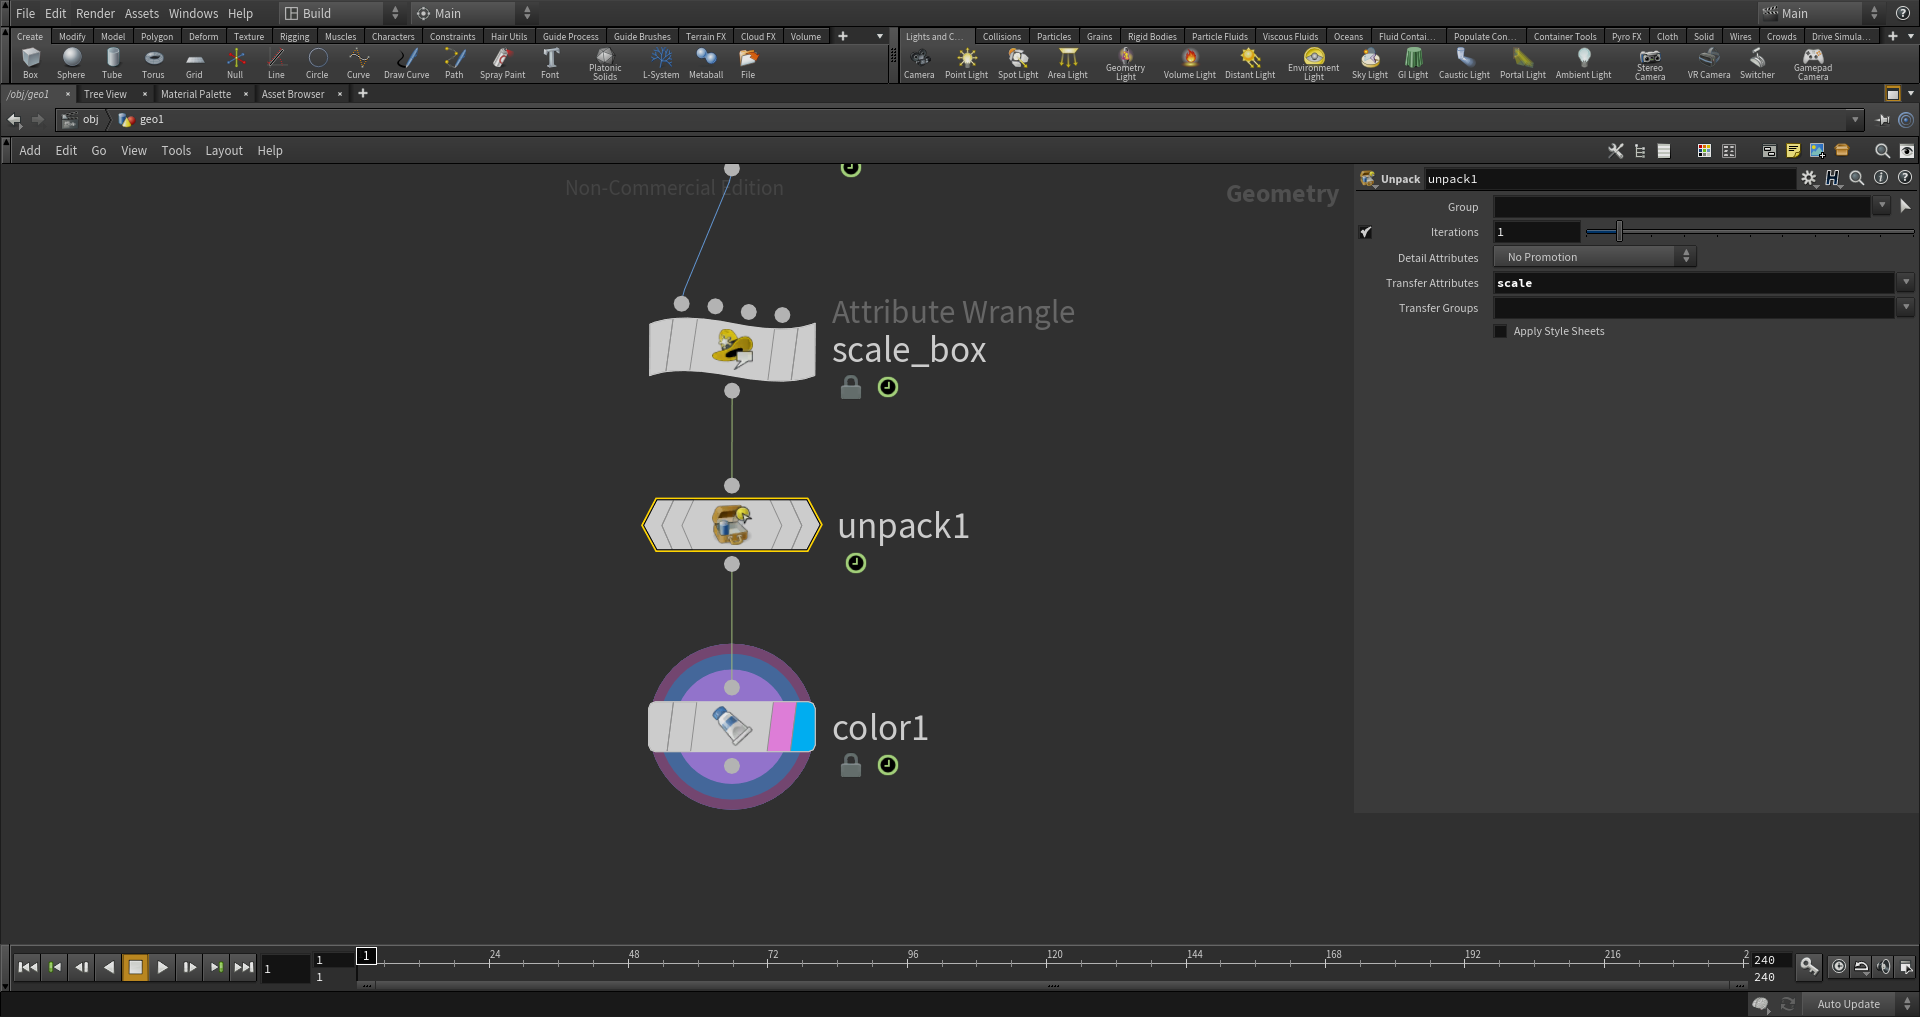 File Edit Render Assets Windows Help Build Main Main
Create Modify Model Polygon Deform Texture Rigging Muscles Characters Constraints Hair Utils Guide Process Guide Brushes Terrain FX Cloud FX Volume
Lights and C... Collisions Particles Grains Rigid Bodies Particle Fluids Viscous Fluids Oceans Fluid Contai... Populate Con... Container Tools Pyro FX Cloth Solid Wires Crowds Drive Simula...
Box Sphere Tube Torus Grid Null Line Circle Curve Draw Curve Path Spray Paint Font Platonic Solids L-System Metaball File
Camera Point Light Spot Light Area Light Geometry Light Volume Light Distant Light Environment Light Sky Light GI Light Caustic Light Portal Light Ambient Light Stereo Camera VR Camera Switcher Gamepad Camera
/obj/geo1 Tree View Material Palette Asset Browser
obj geo1
Add Edit Go View Tools Layout Help
Non-Commercial Edition
Geometry
Attribute Wrangle
scale_box
unpack1
color1
Unpack unpack1
Group
Iterations 1
Detail Attributes No Promotion
Transfer Attributes scale
Transfer Groups
Apply Style Sheets
1 1 1 24 48 72 96 120 144 168 192 216 2 240
1 240
Auto Update